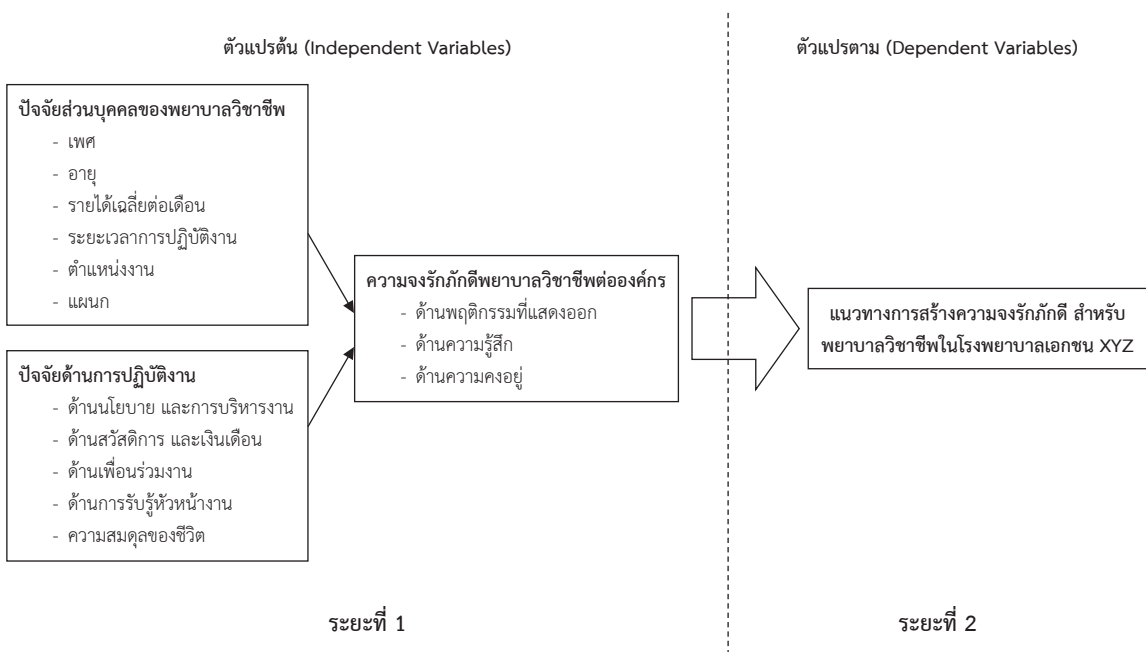 ตัวแปรต้น (Independent Variables)
ตัวแปรตาม (Dependent Variables)
ปัจจัยส่วนบุคคลของพยาบาลวิชาชีพ
- เพศ
- อายุ
- รายได้เฉลี่ยต่อเดือน
- ระยะเวลาการปฏิบัติงาน
- ตำแหน่งงาน
- แผนก
ปัจจัยด้านการปฏิบัติงาน
- ด้านนโยบาย และการบริหารงาน
- ด้านสวัสดิการ และเงินเดือน
- ด้านเพื่อนร่วมงาน
- ด้านการรับรู้หัวหน้างาน
- ความสมดุลของชีวิต
ความจงรักภักดีพยาบาลวิชาชีพต่อองค์กร
- ด้านพฤติกรรมที่แสดงออก
- ด้านความรู้สึก
- ด้านความคงอยู่
แนวทางการสร้างความจงรักภักดี สำหรับ
พยาบาลวิชาชีพในโรงพยาบาลเอกชน XYZ
ระยะที่ 1
ระยะที่ 2